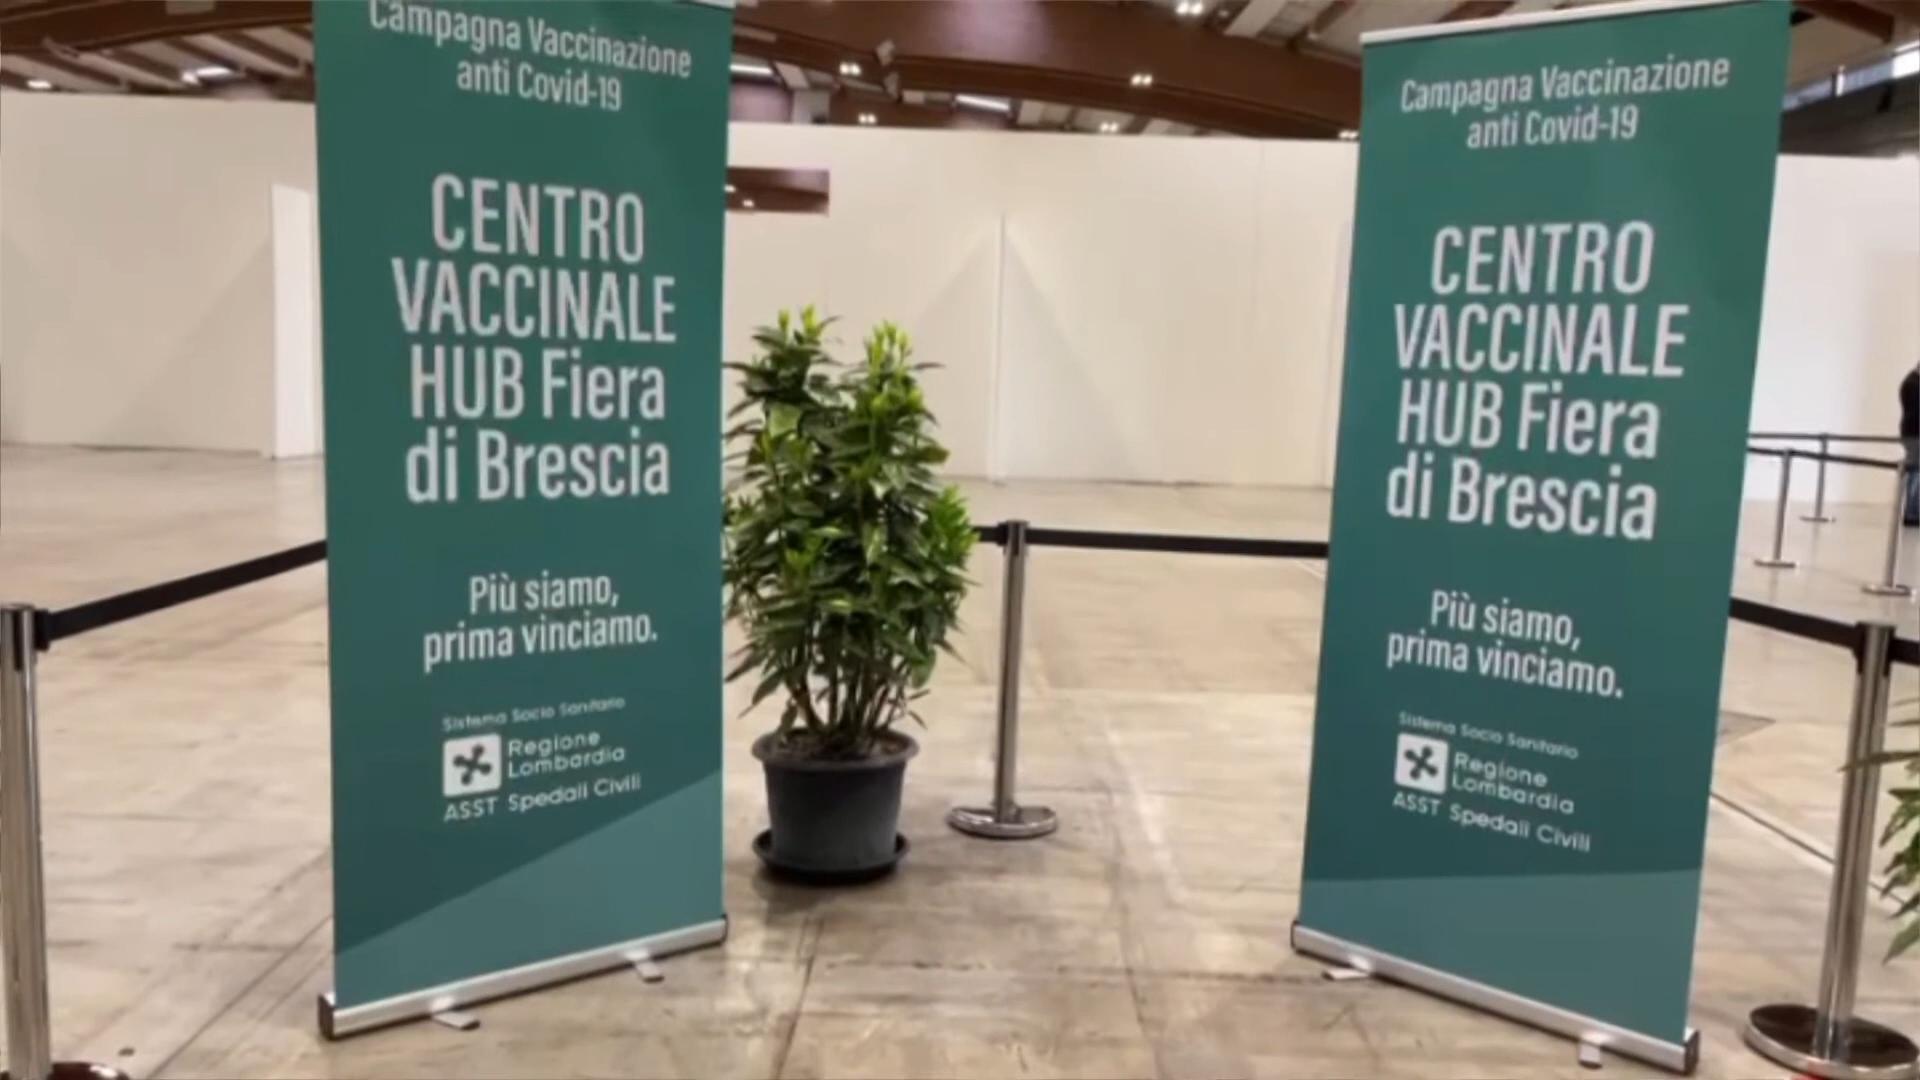 Campagna Vaccinazione
anti Covid-19
CENTRO
VACCINALE
HUB Fiera
di Brescia
Più siamo,
prima vinciamo.
Sistema Socio Sanitario
Regione
Lombardia
ASST Spedali Civili
Campagna Vaccinazione
anti Covid-19
CENTRO
VACCINALE
HUB Fiera
di Brescia
Più siamo,
prima vinciamo.
Sistema Socio Sanitario
Regione
Lombardia
ASST Spedali Civili